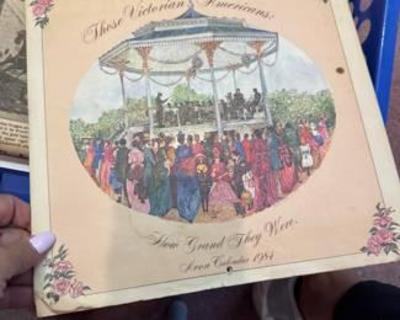 Those Victorian Americans:
How Grand They Were.
Avon Calendar 1984